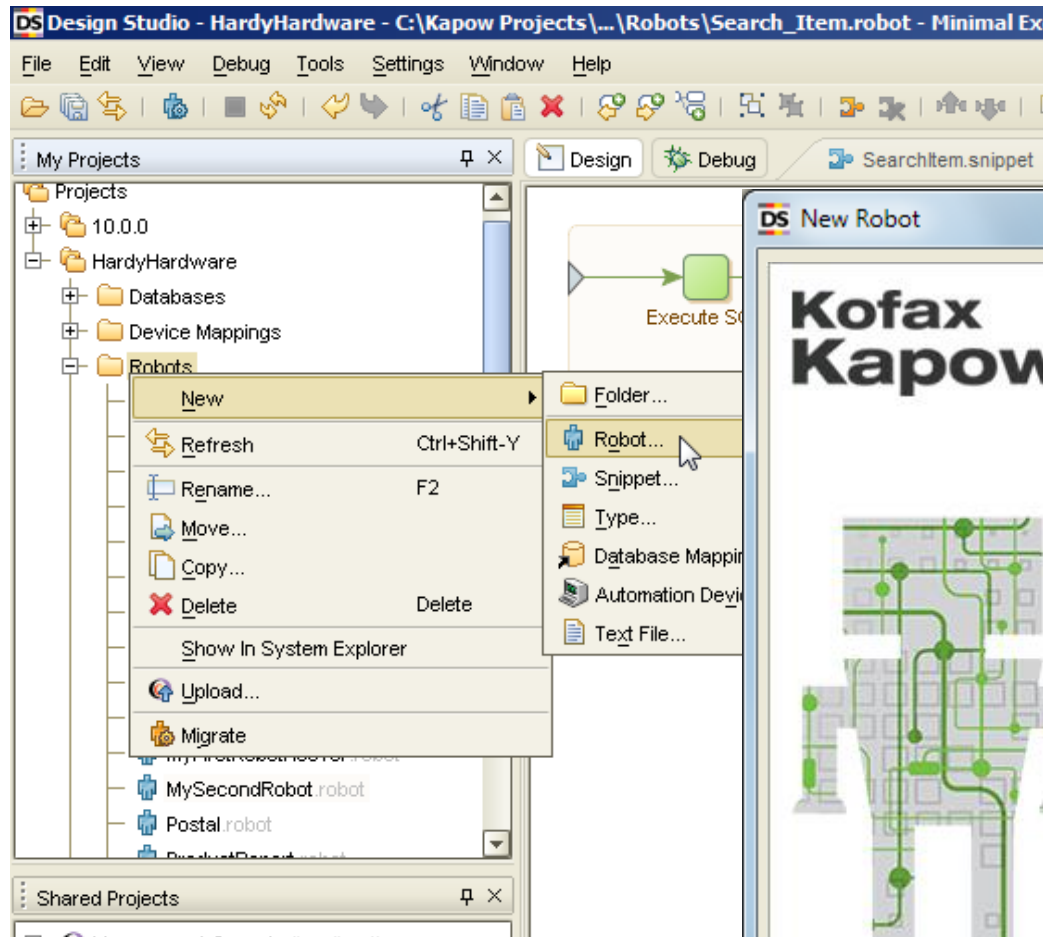 DS Design Studio - HardyHardware - C:\Kapow Projects\...\Robots\Search_Item.robot - Minimal Ex
File Edit View Debug Tools Settings Window Help
My Projects
Design
Debug
SearchItem.snippet
Projects
10.0.0
HardyHardware
Databases
Device Mappings
Robots
New
Refresh Ctrl+Shift-Y
Rename... F2
Move...
Copy...
Delete Delete
Show In System Explorer
Upload...
Migrate
Folder...
Robot...
Snippet...
Type...
Database Mappin
Automation Devi
Text File...
MySecondRobot.robot
Postal.robot
Shared Projects
Execute SQ
DS New Robot
Kofax
Kapow